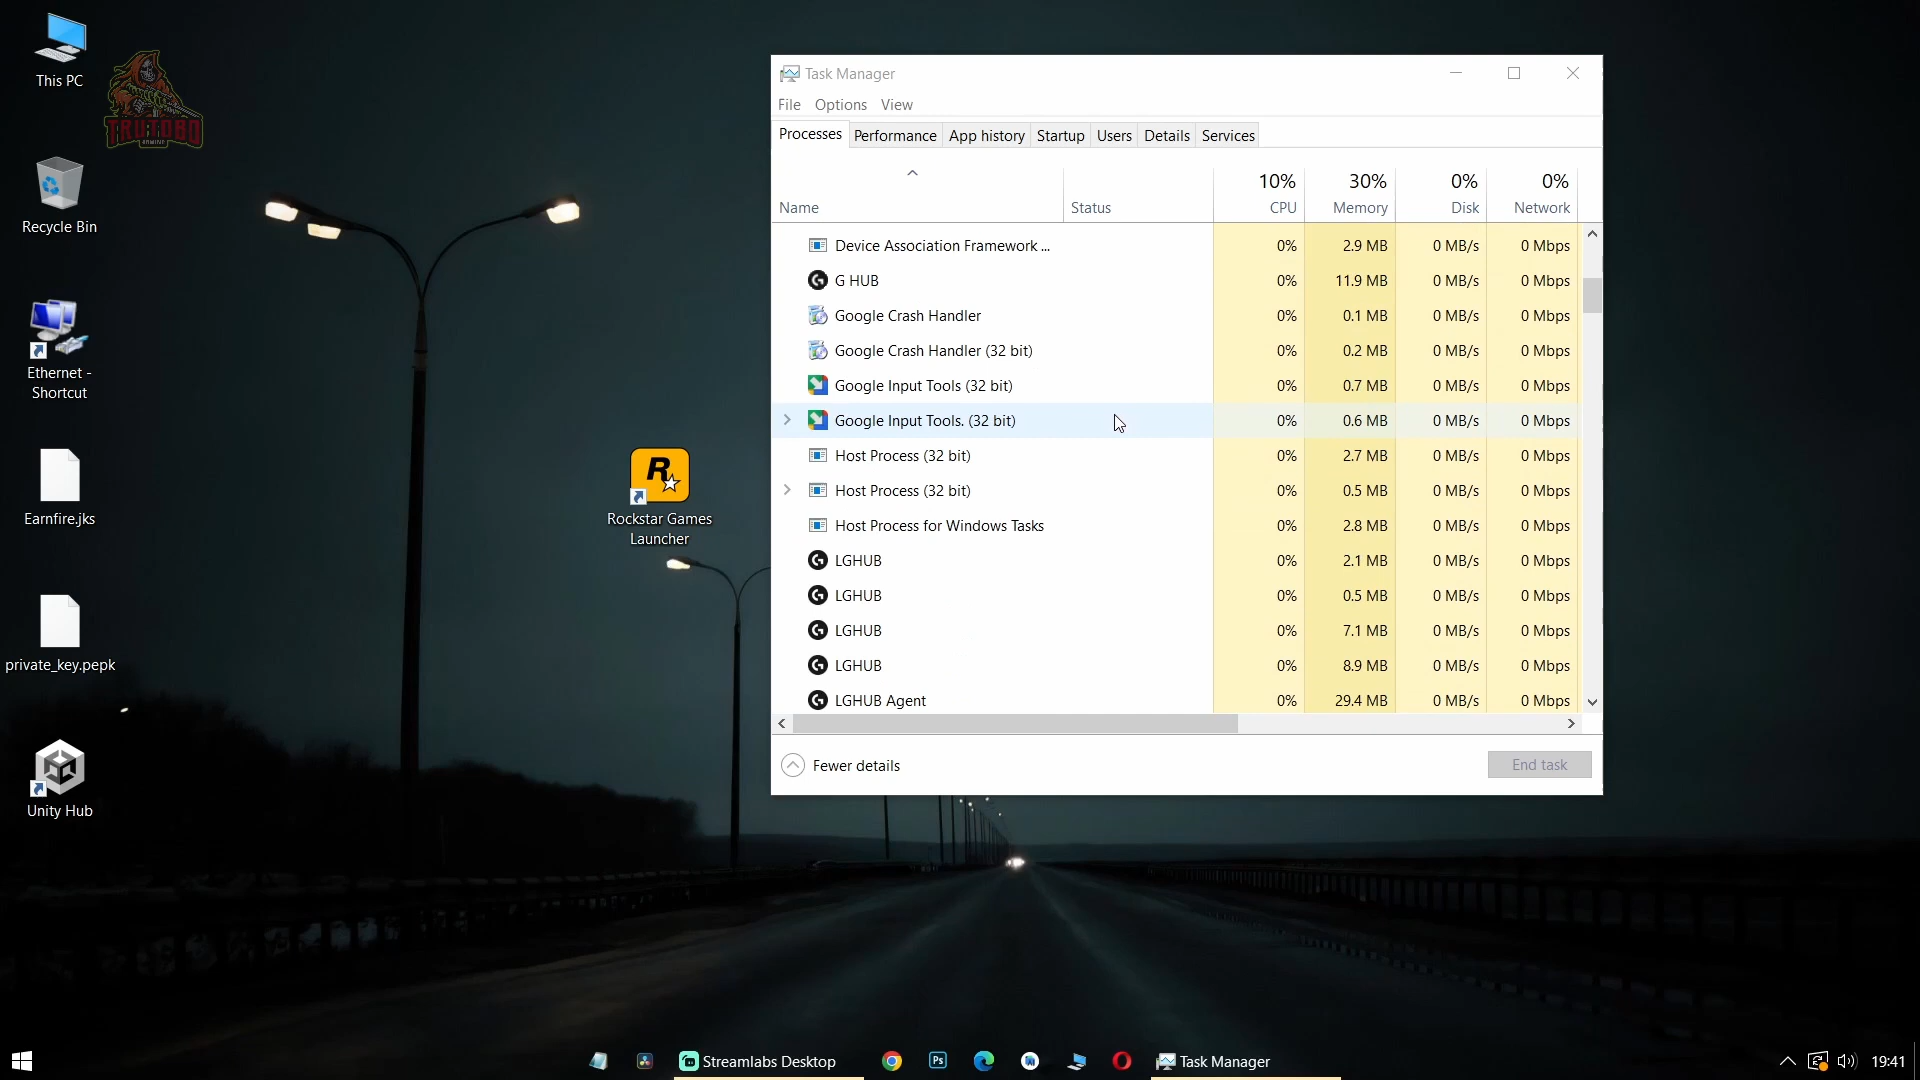 This PC
TRUTOBO
GAMING
Recycle Bin
Ethernet -
Shortcut
Earnfire.jks
private_key.pepk
Unity Hub
Rockstar Games
Launcher
Task Manager
File Options View
Processes Performance App history Startup Users Details Services
10% 30% 0% 0%
Name Status CPU Memory Disk Network
Device Association Framework ... 0% 2.9 MB 0 MB/s 0 Mbps
G HUB 0% 11.9 MB 0 MB/s 0 Mbps
Google Crash Handler 0% 0.1 MB 0 MB/s 0 Mbps
Google Crash Handler (32 bit) 0% 0.2 MB 0 MB/s 0 Mbps
Google Input Tools (32 bit) 0% 0.7 MB 0 MB/s 0 Mbps
Google Input Tools. (32 bit) 0% 0.6 MB 0 MB/s 0 Mbps
Host Process (32 bit) 0% 2.7 MB 0 MB/s 0 Mbps
Host Process (32 bit) 0% 0.5 MB 0 MB/s 0 Mbps
Host Process for Windows Tasks 0% 2.8 MB 0 MB/s 0 Mbps
LGHUB 0% 2.1 MB 0 MB/s 0 Mbps
LGHUB 0% 0.5 MB 0 MB/s 0 Mbps
LGHUB 0% 7.1 MB 0 MB/s 0 Mbps
LGHUB 0% 8.9 MB 0 MB/s 0 Mbps
LGHUB Agent 0% 29.4 MB 0 MB/s 0 Mbps
Fewer details
End task
Streamlabs Desktop
Ps
Task Manager
19:41